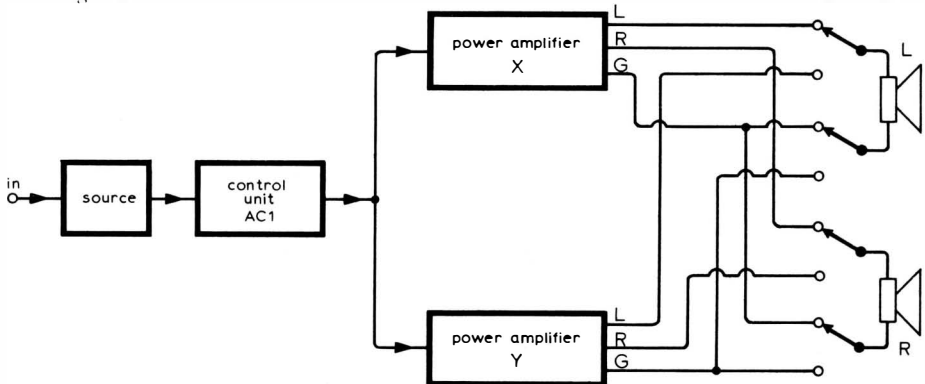 L
power amplifier
X
R
G
L
in
source
control
unit
AC1
L
power amplifier
Y
R
G
R